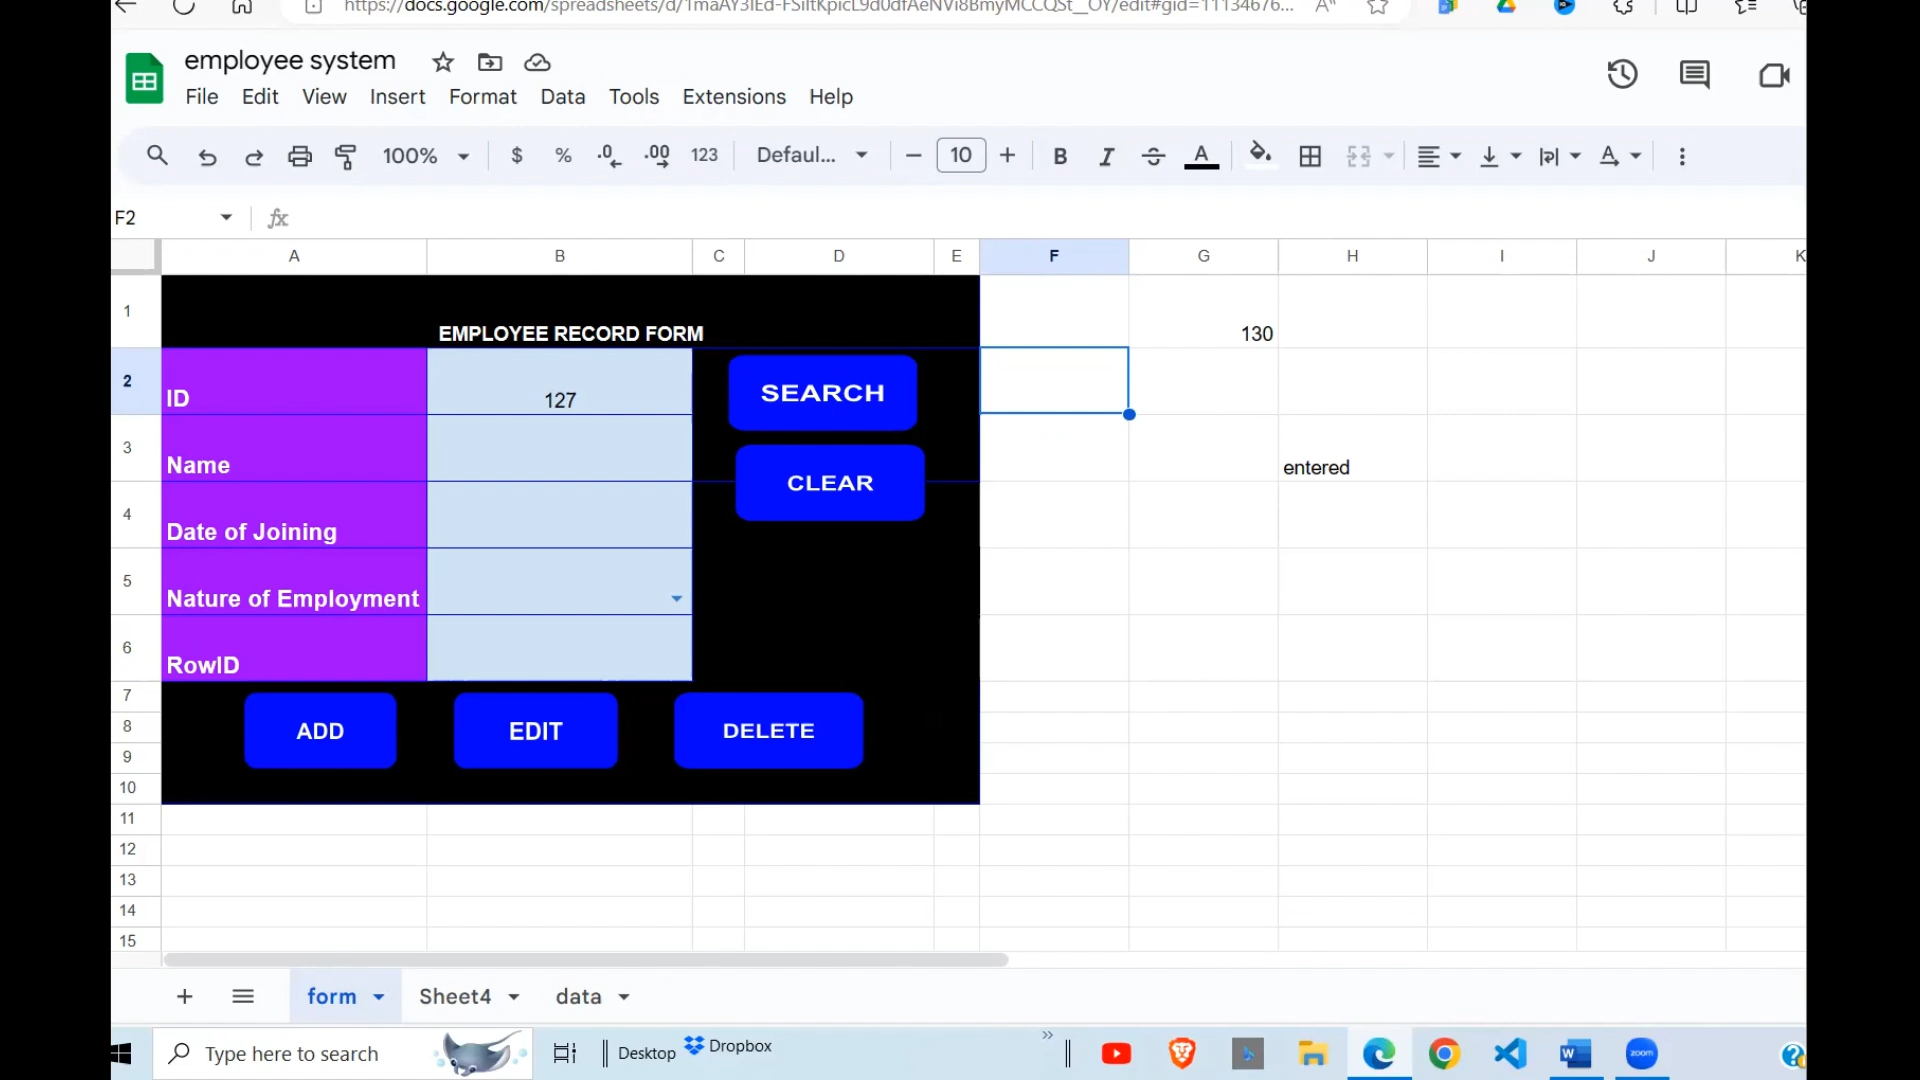 employee system
File Edit View Insert Format Data Tools Extensions Help
100% $ % .0 .00 123 Defaul... 10 B I A
F2 fx
A B C D E F G H I J K
1 EMPLOYEE RECORD FORM 130
2 ID 127 SEARCH
3 Name CLEAR entered
4 Date of Joining
5 Nature of Employment
6 RowID
7
8 ADD EDIT DELETE
9
10
11
12
13
14
15
form Sheet4 data
Type here to search Desktop Dropbox zoom